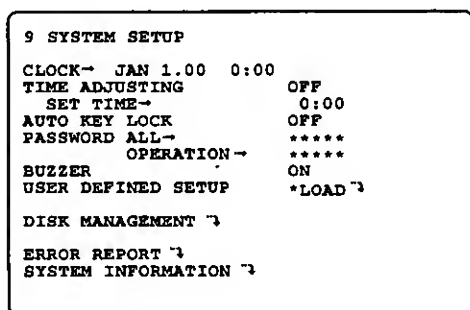 9 SYSTEM SETUP
CLOCK→ JAN 1.00 0:00
TIME ADJUSTING OFF
SET TIME→ 0:00
AUTO KEY LOCK OFF
PASSWORD ALL→ *****
OPERATION→ *****
BUZZER ON
USER DEFINED SETUP *LOAD↴
DISK MANAGEMENT ↴
ERROR REPORT ↴
SYSTEM INFORMATION ↴